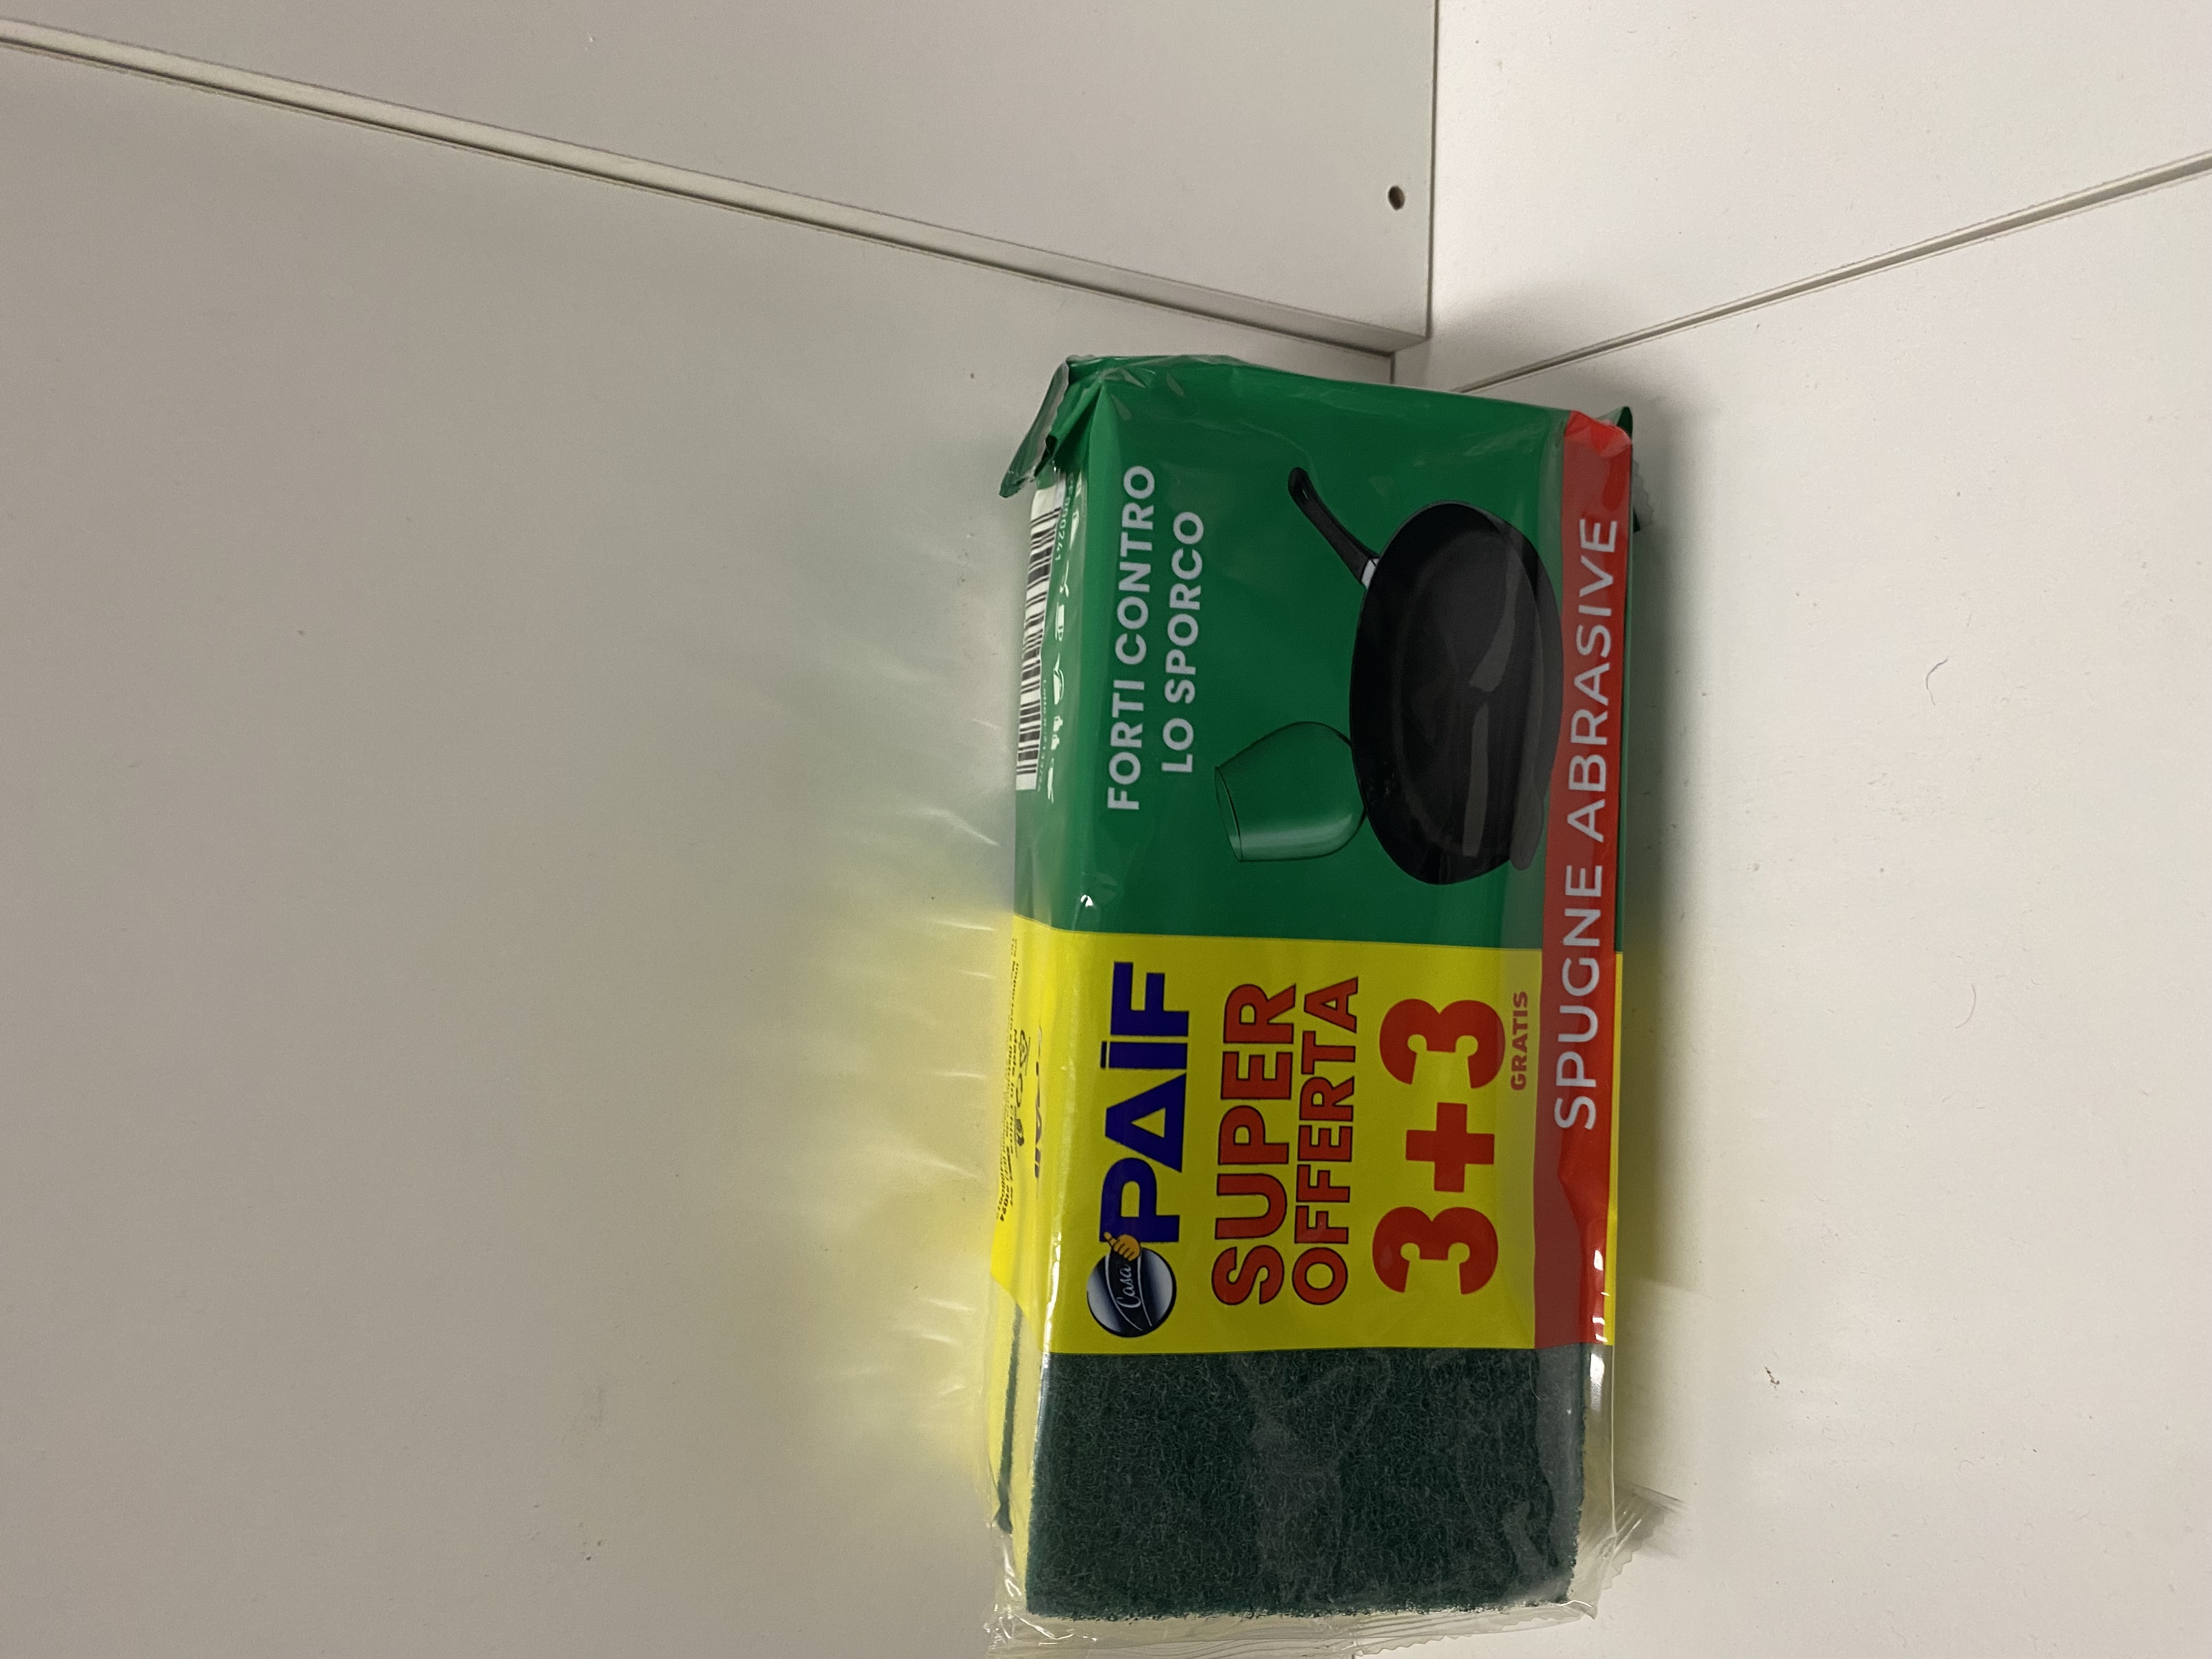 Casa
PAIF
SUPER
OFFERTA
3+3
GRATIS
FORTI CONTRO
LO SPORCO
SPUGNE ABRASIVE